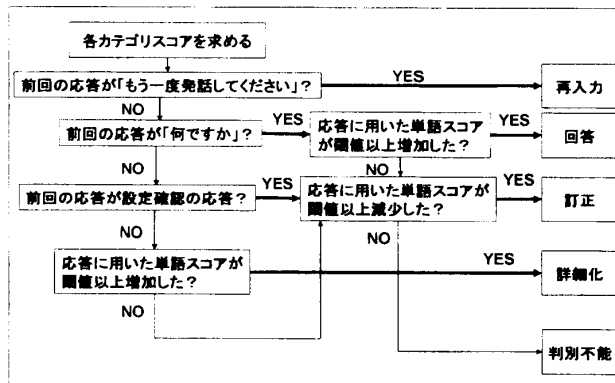 各カテゴリスコアを求める
前回の応答が「もう一度発話してください」？
YES
再入力
NO
YES
前回の応答が「何ですか」？
応答に用いた単語スコア
が閾値以上増加した？
YES
回答
NO
NO
前回の応答が設定確認の応答？
YES
応答に用いた単語スコアが
閾値以上減少した？
YES
訂正
NO
NO
応答に用いた単語スコアが
閾値以上増加した？
YES
詳細化
NO
判別不能